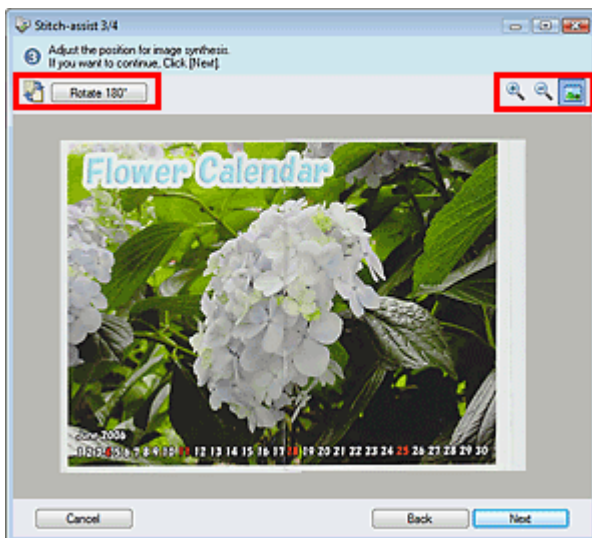 Stitch-assist 3/4
3 Adjust the position for image synthesis.
If you want to continue, Click [Next].
Rotate 180°
Flower Calendar
June 2006
1 2 3 4 5 6 7 8 9 10 11 12 13 14 15 16 17 18 19 20 21 22 23 24 25 26 27 28 29 30
Cancel
Back
Next